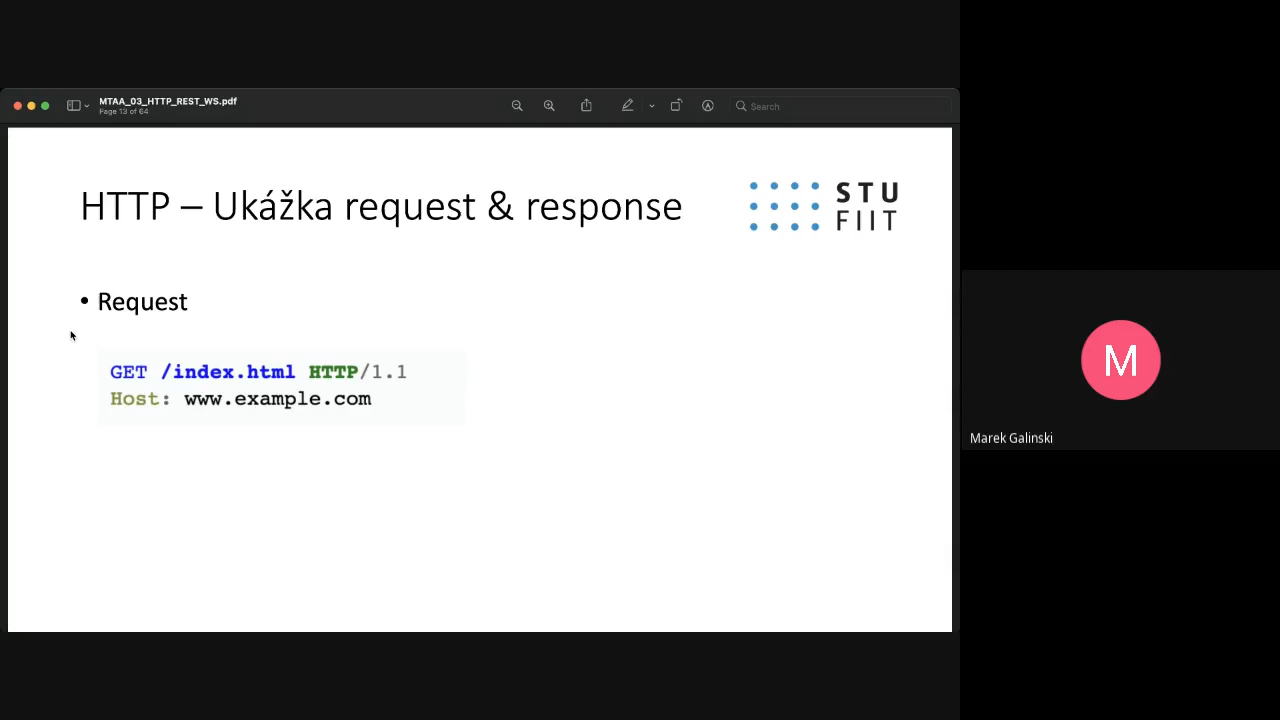 MTAA_03_HTTP_REST_WS.pdf
Page 13 of 64
Search
HTTP – Ukážka request & response
STU
FIIT
• Request
GET /index.html HTTP/1.1
Host: www.example.com
M
Marek Galinski